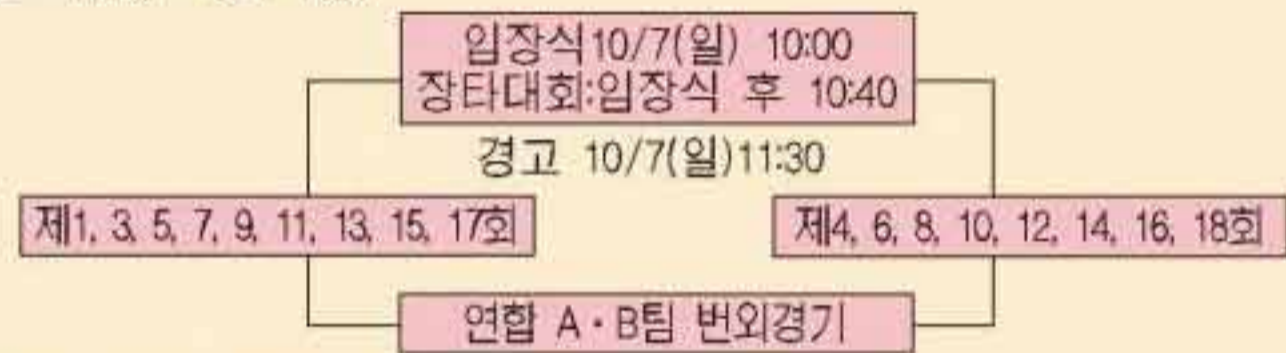 입장식10/7(일) 10:00
장타대회:입장식 후 10:40
경고 10/7(일)11:30
제1, 3, 5, 7, 9, 11, 13, 15, 17회
제4, 6, 8, 10, 12, 14, 16, 18회
연합 A·B팀 번외경기